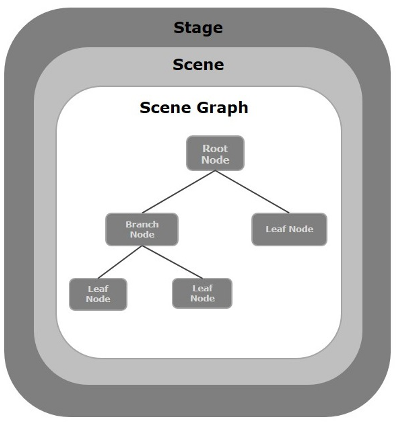 Stage
Scene
Scene Graph
Root
Node
Branch
Node
Leaf Node
Leaf
Node
Leaf
Node